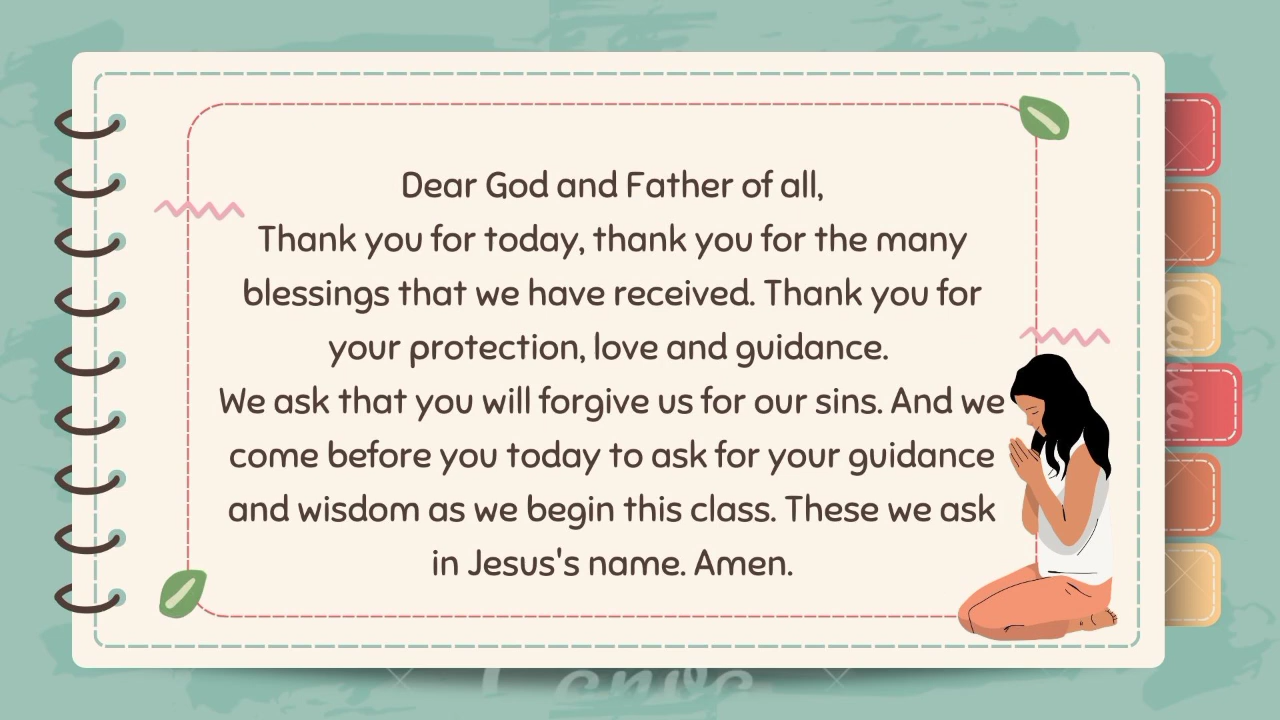 Dear God and Father of all,
Thank you for today, thank you for the many
blessings that we have received. Thank you for
your protection, love and guidance.
We ask that you will forgive us for our sins. And we
come before you today to ask for your guidance
and wisdom as we begin this class. These we ask
in Jesus's name. Amen.
Canva
Canva